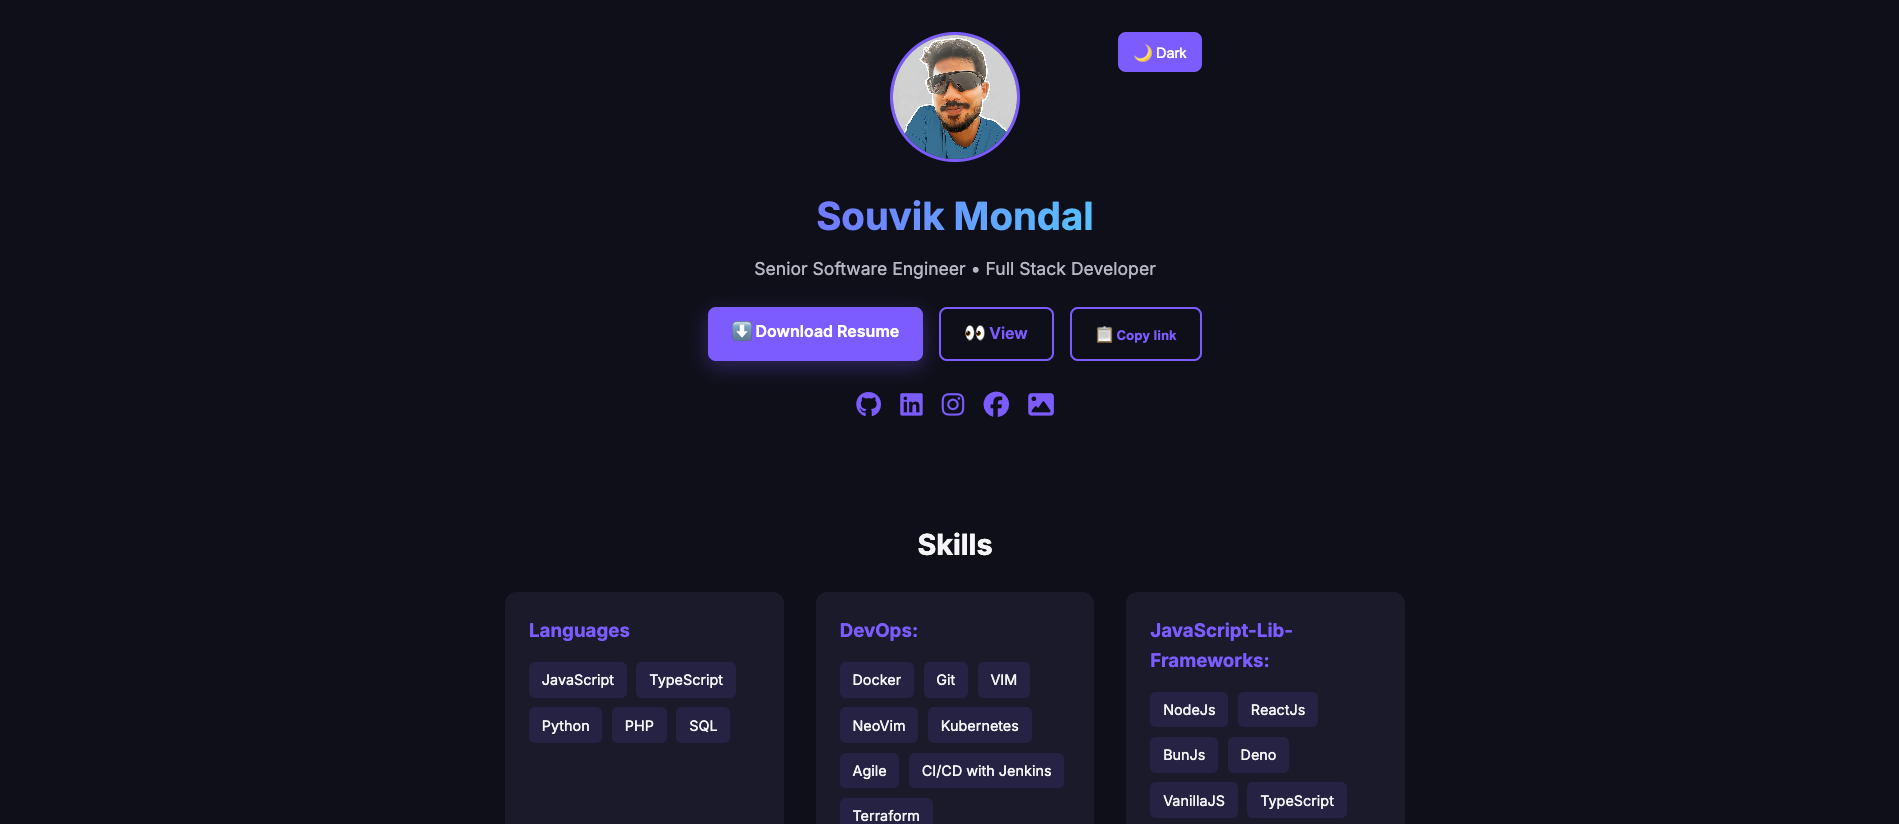 🌙 Dark
Souvik Mondal
Senior Software Engineer • Full Stack Developer
⬇️ Download Resume
👀 View
📋 Copy link
Skills
Languages
JavaScript
TypeScript
Python
PHP
SQL
DevOps:
Docker
Git
VIM
NeoVim
Kubernetes
Agile
CI/CD with Jenkins
Terraform
JavaScript-Lib-
Frameworks:
NodeJs
ReactJs
BunJs
Deno
VanillaJS
TypeScript